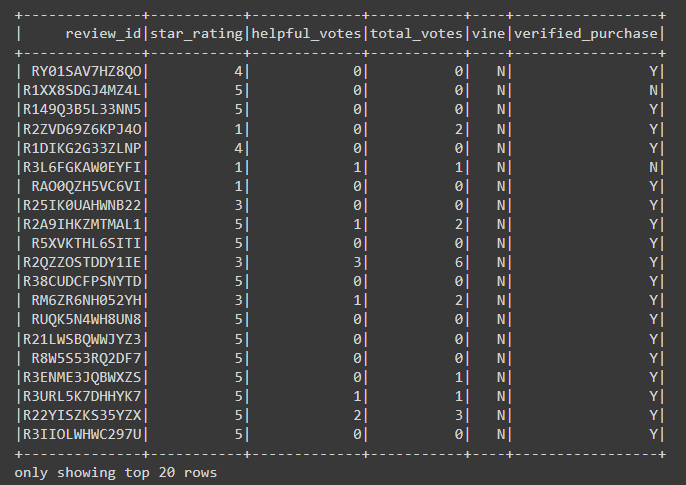 +--------------+-----------+-------------+-----------+----+-----------------+
|     review_id|star_rating|helpful_votes|total_votes|vine|verified_purchase|
+--------------+-----------+-------------+-----------+----+-----------------+
| RY01SAV7HZ8QO|          4|            0|          0|   N|                Y|
|R1XX8SDGJ4MZ4L|          5|            0|          0|   N|                N|
|R149Q3B5L33NN5|          5|            0|          0|   N|                Y|
|R2ZVD69Z6KPJ4O|          1|            0|          2|   N|                Y|
|R1DIKG2G33ZLNP|          4|            0|          0|   N|                Y|
|R3L6FGKAW0EYFI|          1|            1|          1|   N|                N|
| RAO0QZH5VC6VI|          1|            0|          0|   N|                Y|
|R25IK0UAHWNB22|          3|            0|          0|   N|                Y|
|R2A9IHKZMTMAL1|          5|            1|          2|   N|                Y|
| R5XVKTHL6SITI|          5|            0|          0|   N|                Y|
|R2QZZOSTDDY1IE|          3|            3|          6|   N|                Y|
|R38CUDCFPSNYTD|          5|            0|          0|   N|                Y|
| RM6ZR6NH052YH|          3|            1|          2|   N|                Y|
| RUQK5N4WH8UN8|          5|            0|          0|   N|                Y|
|R21LWSBQWWJYZ3|          5|            0|          0|   N|                Y|
| R8W5S53RQ2DF7|          5|            0|          0|   N|                Y|
|R3ENME3JQBWXZS|          5|            0|          1|   N|                Y|
|R3URL5K7DHHYK7|          5|            1|          1|   N|                Y|
|R22YISZKS35YZX|          5|            2|          3|   N|                Y|
|R3IIOLWHWC297U|          5|            0|          0|   N|                Y|
+--------------+-----------+-------------+-----------+----+-----------------+
only showing top 20 rows